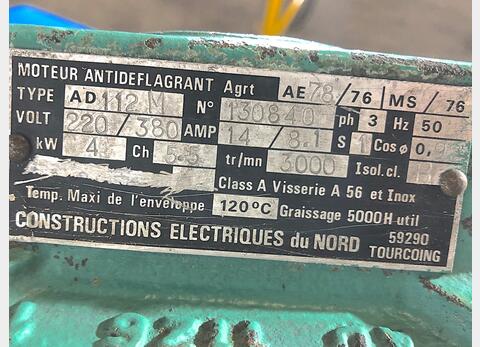 MOTEUR ANTIDEFLAGRANT Agrt AE 78/76 MS/76
TYPE AD 112 M N° 130840 ph 3 Hz 50
VOLT 220/380 AMP 14/8.1 S 1 Cos ø 0,
kW 4 Ch 5.5 tr/mn 3000 Isol.cl.
Class A Visserie A 56 et Inox
Temp. Maxi de l'enveloppe 120°C Graissage 5000H util
CONSTRUCTIONS ELECTRIQUES du NORD 59290 TOURCOING